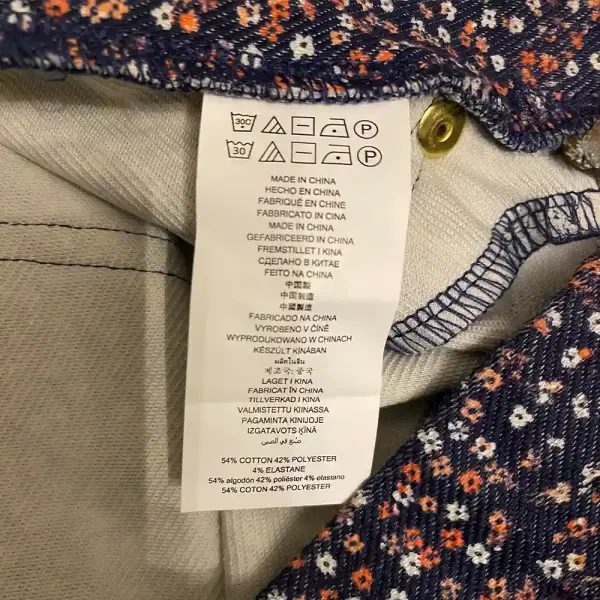 30C P
30 P
MADE IN CHINA
HECHO EN CHINA
FABRIQUÉ EN CHINE
FABBRICATO IN CINA
MADE IN CHINA
GEFABRICEERD IN CHINA
FREMSTILLET I KINA
СДЕЛАНО В КИТАЕ
FEITO NA CHINA
中国製
中国制造
中國製造
FABRICADO NA CHINA
VYROBENO V ČÍNĚ
WYPRODUKOWANO W CHINACH
KÉSZÜLT KÍNÁBAN
ผลิตในจีน
제조국:중국
LAGET I KINA
FABRICAT ÎN CHINA
TILLVERKAD I KINA
VALMISTETTU KIINASSA
PAGAMINTA KINIJOJE
IZGATAVOTS ĶĪNĀ
صنع في الصين
54% COTTON 42% POLYESTER
4% ELASTANE
54% algodón 42% poliéster 4% elastano
54% COTON 42% POLYESTER